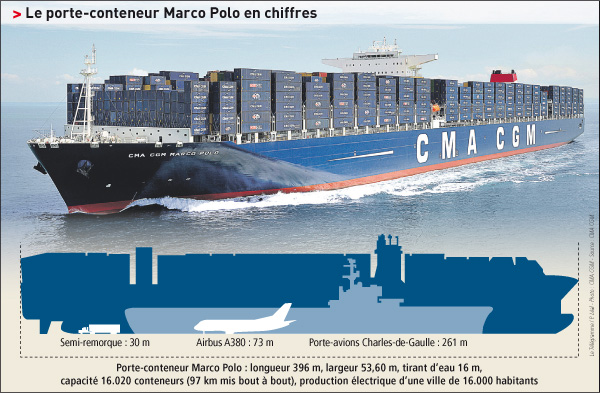 > Le porte-conteneur Marco Polo en chiffres
CMA CGM MARCO POLO
CMA CGM
Semi-remorque : 30 m
Airbus A380 : 73 m
Porte-avions Charles-de-Gaulle : 261 m
Porte-conteneur Marco Polo : longueur 396 m, largeur 53,60 m, tirant d'eau 16 m,
capacité 16.020 conteneurs (97 km mis bout à bout), production électrique d'une ville de 16.000 habitants